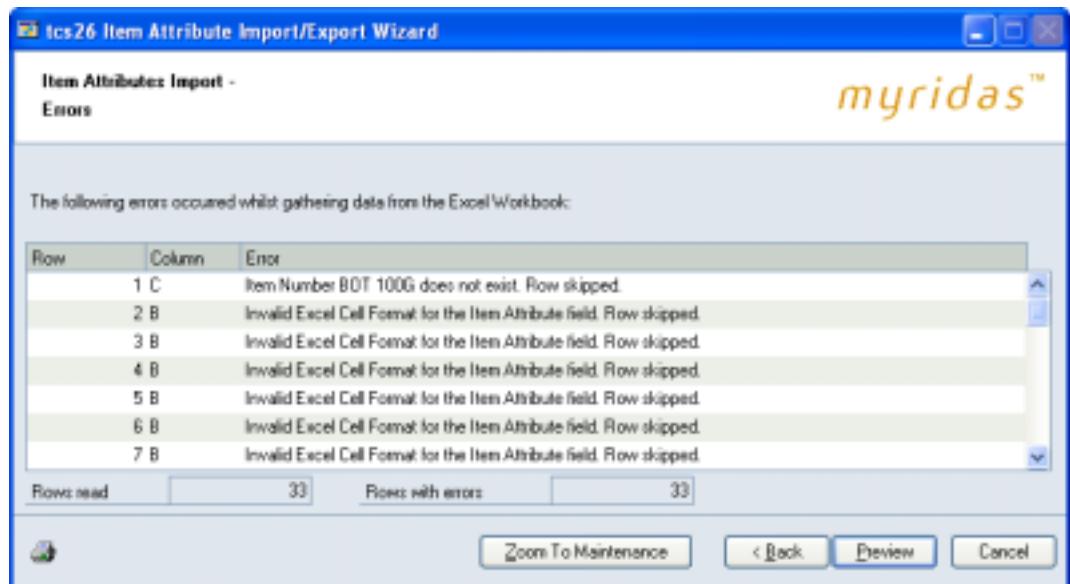 tcs26 Item Attribute Import/Export Wizard
Item Attributes Import -
Errors
myridas™
The following errors occurred whilst gathering data from the Excel Workbook:
Row Column Error
1 C Item Number BOT 100G does not exist. Row skipped.
2 B Invalid Excel Cell Format for the Item Attribute field. Row skipped.
3 B Invalid Excel Cell Format for the Item Attribute field. Row skipped.
4 B Invalid Excel Cell Format for the Item Attribute field. Row skipped.
5 B Invalid Excel Cell Format for the Item Attribute field. Row skipped.
6 B Invalid Excel Cell Format for the Item Attribute field. Row skipped.
7 B Invalid Excel Cell Format for the Item Attribute field. Row skipped.
Rows read 33 Rows with errors 33
Zoom To Maintenance < Back Preview Cancel